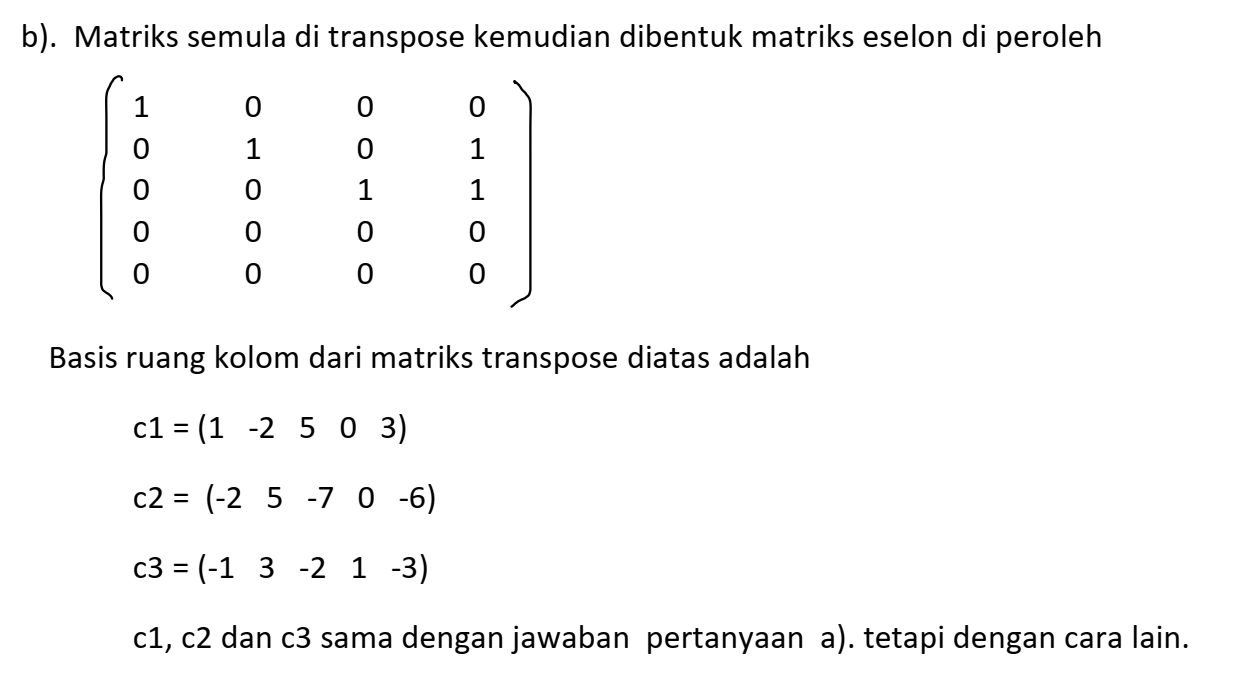 b). Matriks semula di transpose kemudian dibentuk matriks eselon di peroleh
1 0 0 0
0 1 0 1
0 0 1 1
0 0 0 0
0 0 0 0
Basis ruang kolom dari matriks transpose diatas adalah
c1 = (1 -2 5 0 3)
c2 = (-2 5 -7 0 -6)
c3 = (-1 3 -2 1 -3)
c1, c2 dan c3 sama dengan jawaban pertanyaan a). tetapi dengan cara lain.